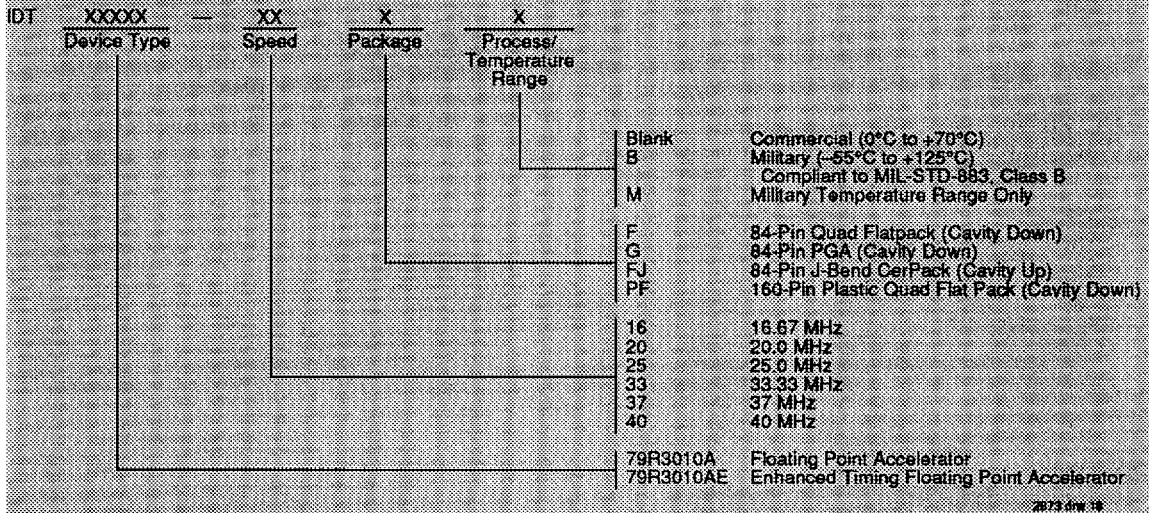 IDT XXXXX — XX X X
Device Type Speed Package Process/
Temperature
Range
Blank Commercial (0°C to +70°C)
B Military (–55°C to +125°C)
Compliant to MIL-STD-883, Class B
M Military Temperature Range Only
F 84-Pin Quad Flatpack (Cavity Down)
G 84-Pin PGA (Cavity Down)
FJ 84-Pin J-Bend CerPack (Cavity Up)
PF 160-Pin Plastic Quad Flat Pack (Cavity Down)
16 16.67 MHz
20 20.0 MHz
25 25.0 MHz
33 33.33 MHz
37 37 MHz
40 40 MHz
79R3010A Floating Point Accelerator
79R3010AE Enhanced Timing Floating Point Accelerator
2873 drw 18